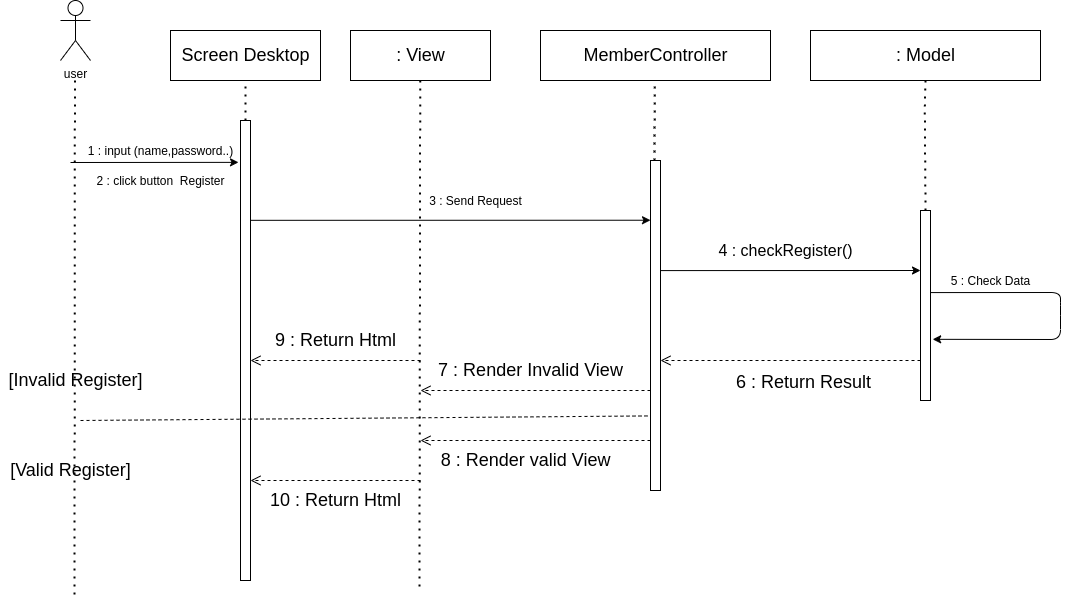 user
Screen Desktop
: View
MemberController
: Model
1 : input (name,password..)
2 : click button  Register
3 : Send Request
4 : checkRegister()
5 : Check Data
9 : Return Html
7 : Render Invalid View
6 : Return Result
[Invalid Register]
8 : Render valid View
[Valid Register]
10 : Return Html